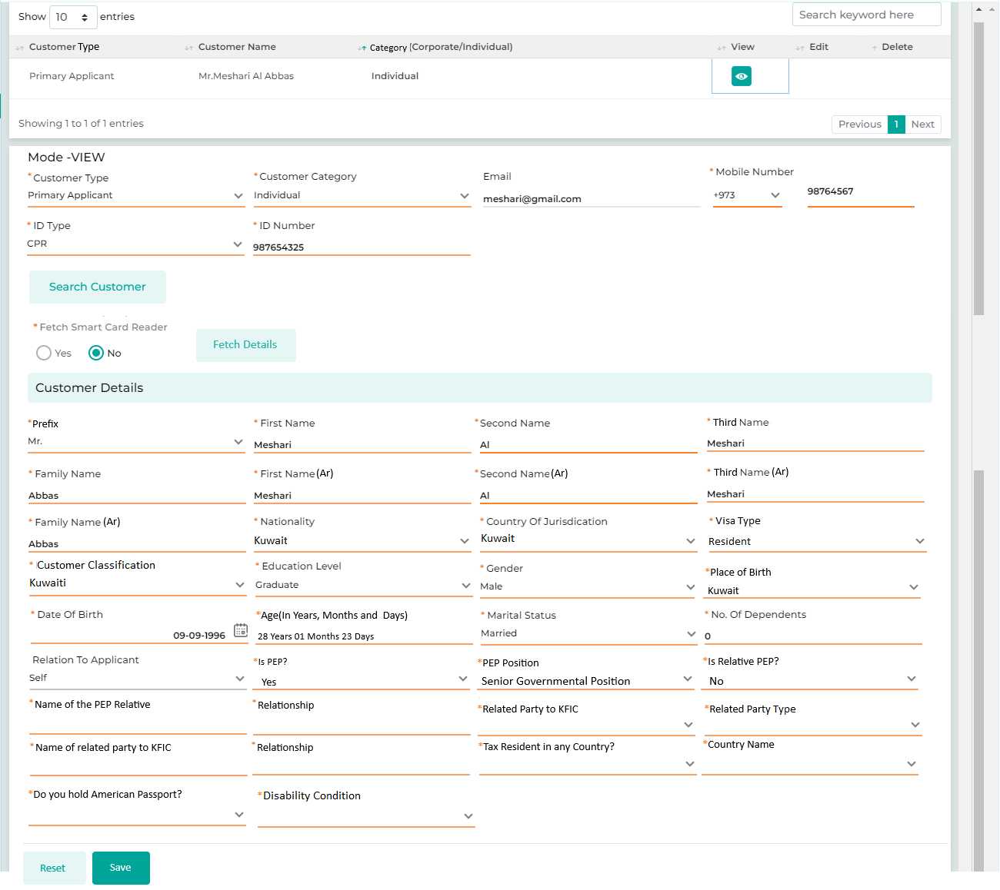 Show 10 entries
Search keyword here
Customer Type Customer Name Category (Corporate/Individual) View Edit Delete
Primary Applicant Mr.Meshari Al Abbas Individual
Showing 1 to 1 of 1 entries
Previous 1 Next
Mode -VIEW
* Customer Type * Customer Category Email * Mobile Number
Primary Applicant Individual meshari@gmail.com +973 98764567
* ID Type * ID Number
CPR 987654325
Search Customer
* Fetch Smart Card Reader
Yes No
Fetch Details
Customer Details
*Prefix * First Name *Second Name * Third Name
Mr. Meshari Al Meshari
* Family Name * First Name(Ar) *Second Name(Ar) * Third Name (Ar)
Abbas Meshari Al Meshari
* Family Name (Ar) * Nationality * Country Of Jurisdication * Visa Type
Abbas Kuwait Kuwait Resident
* Customer Classification * Education Level * Gender *Place of Birth
Kuwaiti Graduate Male Kuwait
* Date Of Birth *Age(In Years, Months and Days) * Marital Status * No. Of Dependents
09-09-1996 28 Years 01 Months 23 Days Married 0
Relation To Applicant *Is PEP? *PEP Position *Is Relative PEP?
Self Yes Senior Governmental Position No
*Name of the PEP Relative * Relationship *Related Party to KFIC *Related Party Type
*Name of related party to KFIC * Relationship *Tax Resident in any Country? *Country Name
*Do you hold American Passport? *Disability Condition
Reset Save